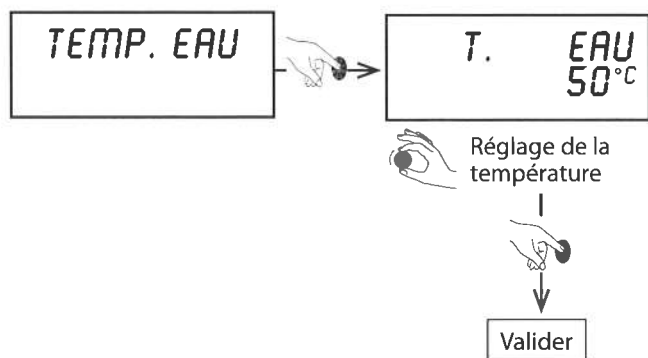 TEMP. EAU
T. EAU
50°C
Réglage de la
température
Valider